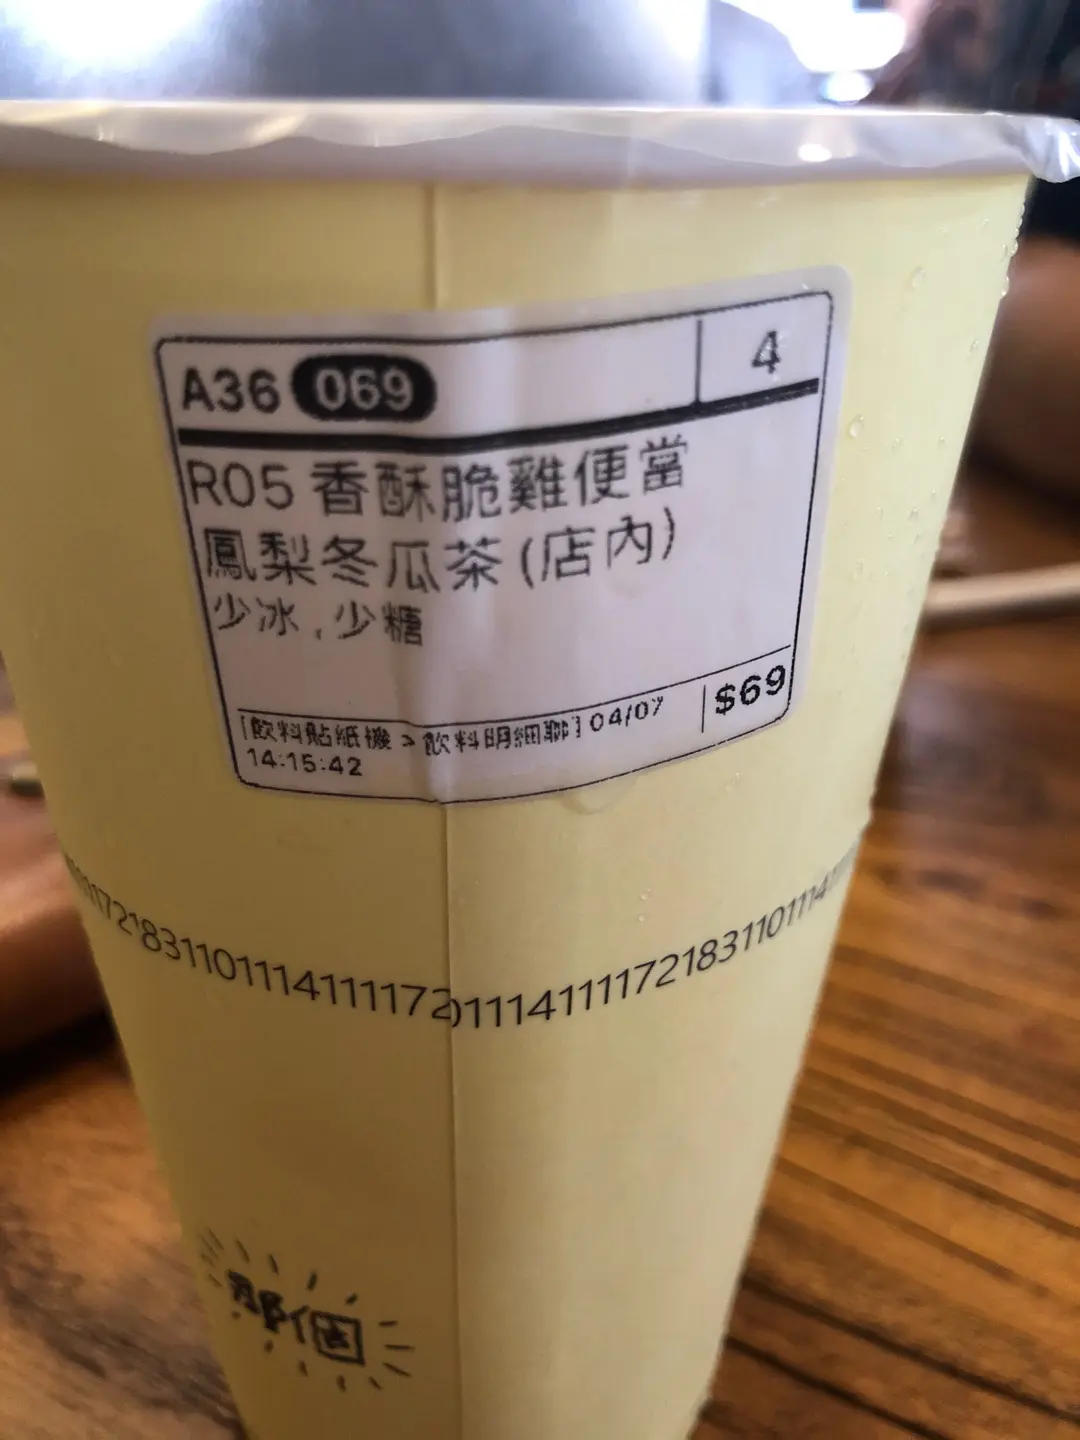 A36 069 4
R05 香酥脆雞便當
鳳梨冬瓜茶(店內)
少冰,少糖
$69
[飲料貼紙機 > 飲料明細聯] 04/07
14:15:42
11721831101114111172
01114111172183110111141
那個